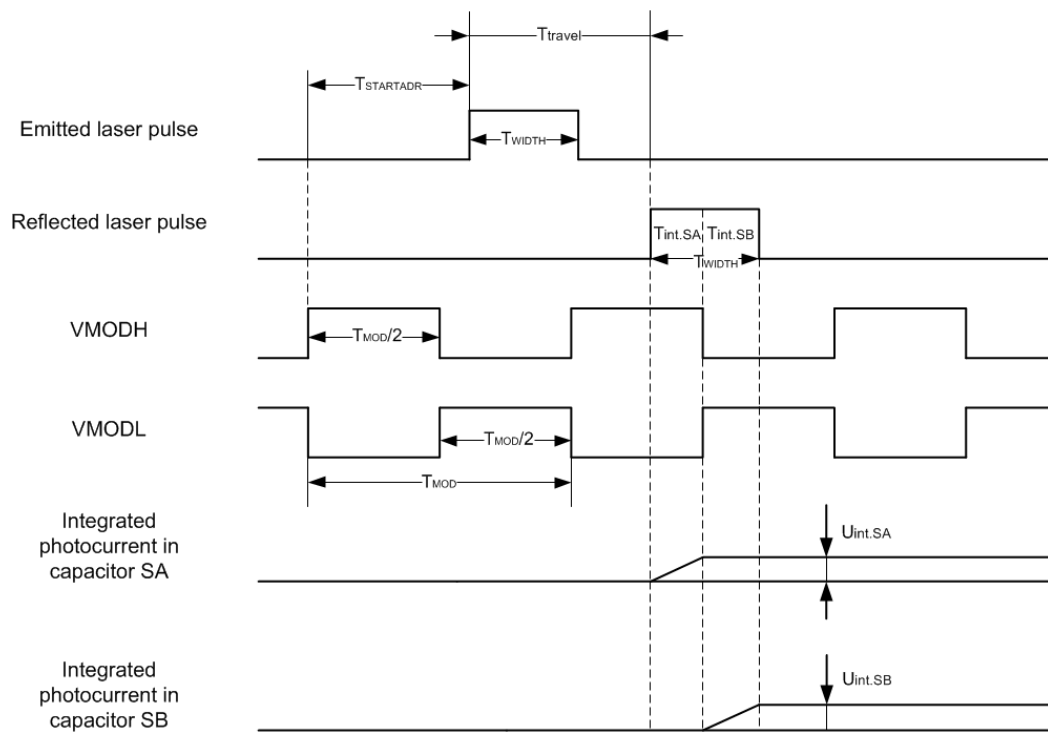 Ttravel
TSTARTADR
Emitted laser pulse
TWIDTH
Reflected laser pulse
Tint.SA Tint.SB
TWIDTH
VMODH
TMOD/2
VMODL
TMOD/2
TMOD
Integrated
photocurrent in
capacitor SA
Uint.SA
Integrated
photocurrent in
capacitor SB
Uint.SB